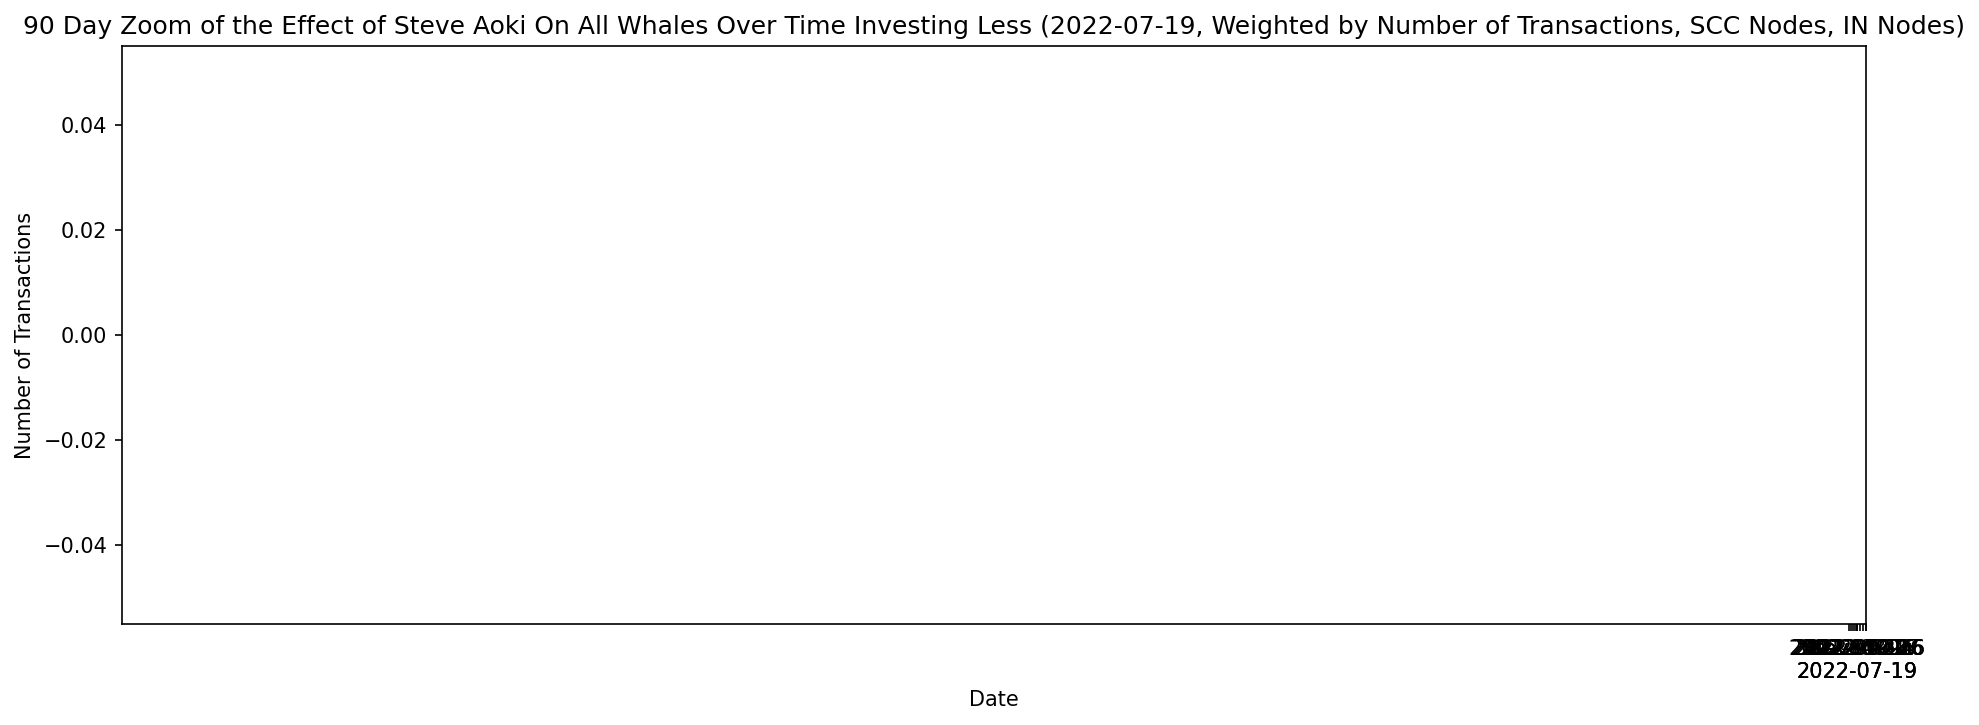 90 Day Zoom of the Effect of Steve Aoki On All Whales Over Time Investing Less (2022-07-19, Weighted by Number of Transactions, SCC Nodes, IN Nodes)
0.04
0.02
0.00
−0.02
−0.04
Number of Transactions
2022-07-19
Date